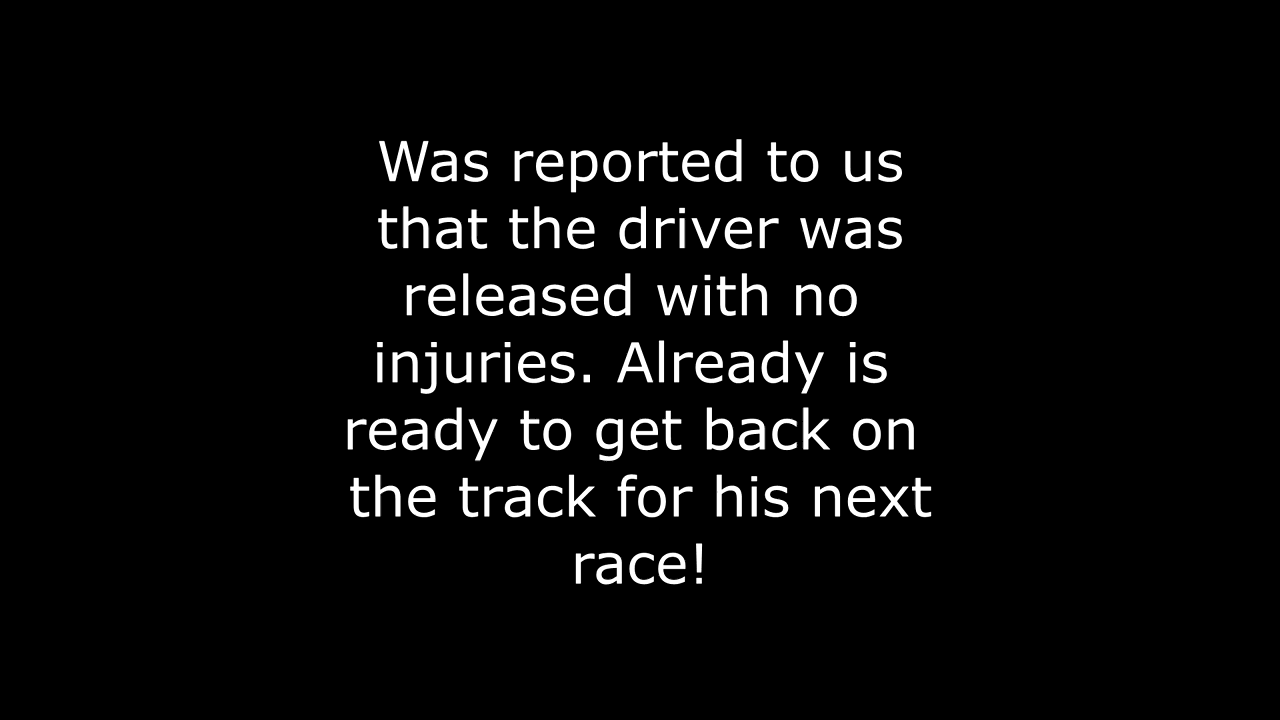 Was reported to us
that the driver was
released with no
injuries. Already is
ready to get back on
the track for his next
race!